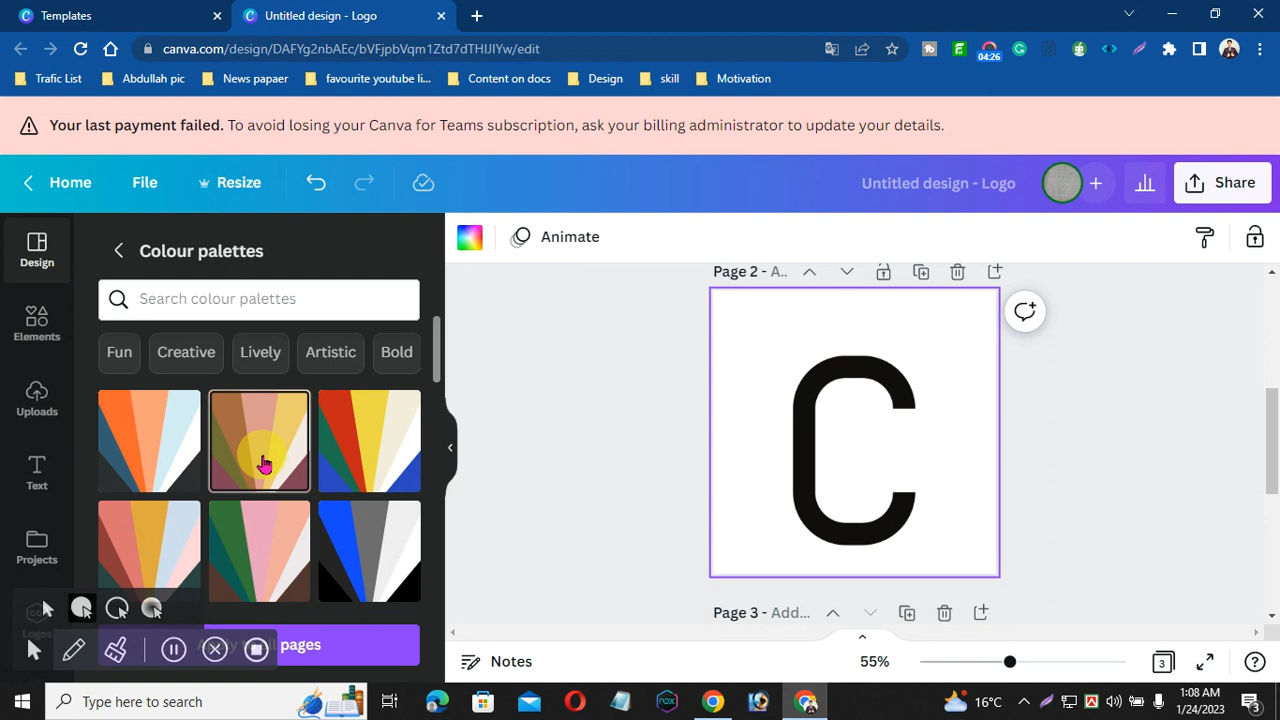 Templates
Untitled design - Logo
canva.com/design/DAFYg2nbAEc/bVFjpbVqm1Ztd7dTHIJIYw/edit
04:26
Trafic List
Abdullah pic
News papaer
favourite youtube li...
Content on docs
Design
skill
Motivation
Your last payment failed. To avoid losing your Canva for Teams subscription, ask your billing administrator to update your details.
Home
File
Resize
Untitled design - Logo
Share
Design
Elements
Uploads
Text
Projects
Logos
Colour palettes
Search colour palettes
Fun
Creative
Lively
Artistic
Bold
pages
Animate
Page 2 - A...
C
Page 3 - Add...
Notes
55%
3
Type here to search
16°C
1:08 AM
1/24/2023
3